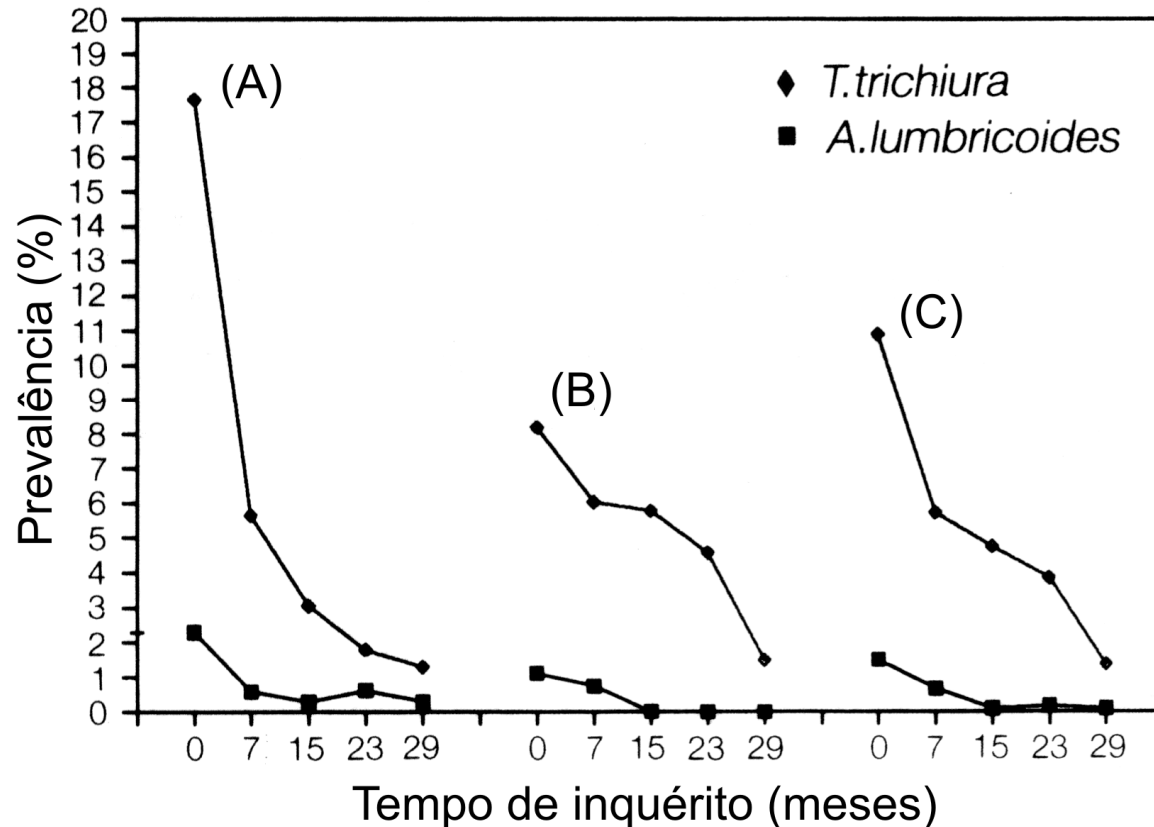 20
19
18
17
16
15
14
13
12
11
10
9
8
7
6
5
4
3
2
1
0
Prevalência (%)
(A)
(B)
(C)
T.trichiura
A.lumbricoides
0 7 15 23 29 0 7 15 23 29 0 7 15 23 29
Tempo de inquérito (meses)